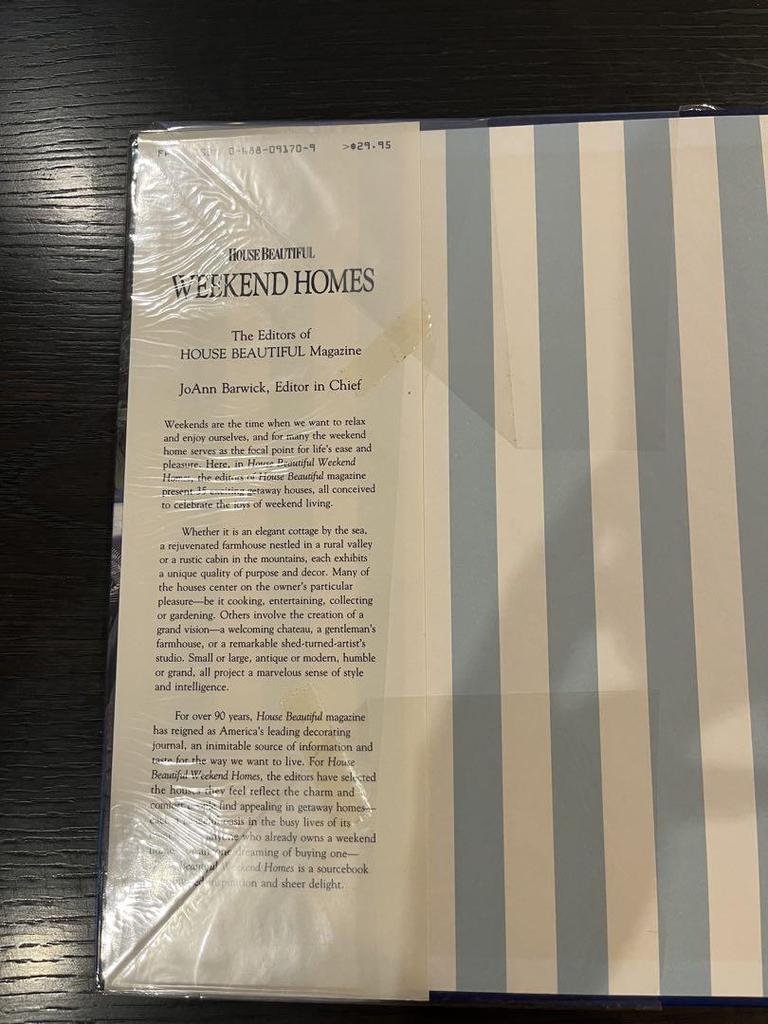 0-688-09170-9 >$29.95
HOUSE BEAUTIFUL
WEEKEND HOMES
The Editors of
HOUSE BEAUTIFUL Magazine
JoAnn Barwick, Editor in Chief
Weekends are the time when we want to relax
and enjoy ourselves, and for many the weekend
home serves as the focal point for life's ease and
pleasure. Here, in House Beautiful Weekend
Homes, the editors of House Beautiful magazine
present 35 exciting getaway houses, all conceived
to celebrate the joys of weekend living.
Whether it is an elegant cottage by the sea,
a rejuvenated farmhouse nestled in a rural valley
or a rustic cabin in the mountains, each exhibits
a unique quality of purpose and decor. Many of
the houses center on the owner's particular
pleasure—be it cooking, entertaining, collecting
or gardening. Others involve the creation of a
grand vision—a welcoming chateau, a gentleman's
farmhouse, or a remarkable shed-turned-artist's
studio. Small or large, antique or modern, humble
or grand, all project a marvelous sense of style
and intelligence.
For over 90 years, House Beautiful magazine
has reigned as America's leading decorating
journal, an inimitable source of information and
taste for the way we want to live. For House
Beautiful Weekend Homes, the editors have selected
the houses they feel reflect the charm and
comfort people find appealing in getaway homes—
oasis in the busy lives of its
anyone who already owns a weekend
dreaming of buying one—
Beautiful Weekend Homes is a sourcebook
inspiration and sheer delight.